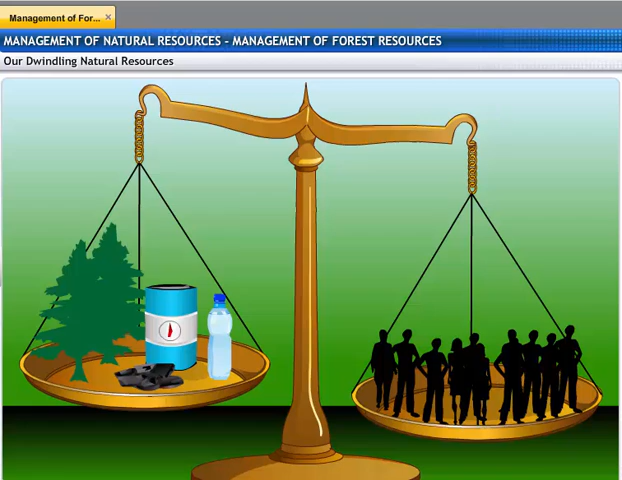 Management of For...
MANAGEMENT OF NATURAL RESOURCES - MANAGEMENT OF FOREST RESOURCES
Our Dwindling Natural Resources